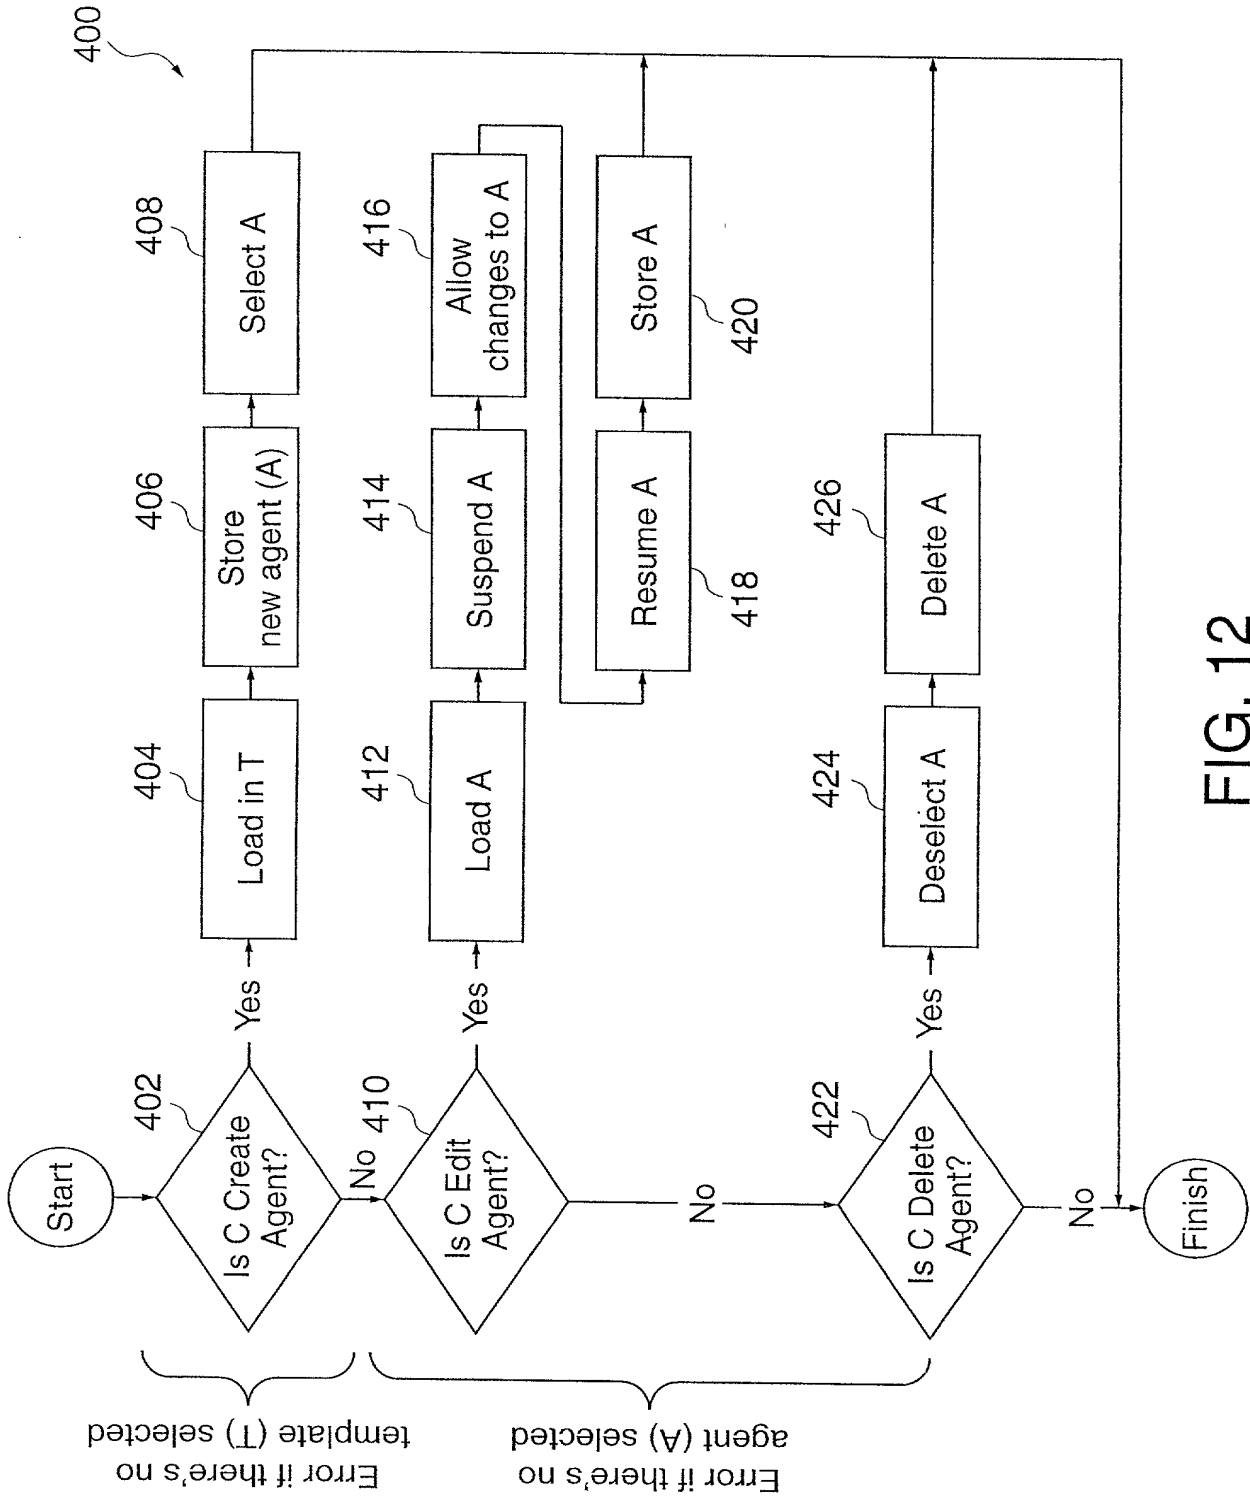 400
Start
402
Is C Create
Agent?
Yes
404
Load in T
406
Store
new agent (A)
408
Select A
No
410
Is C Edit
Agent?
Yes
412
Load A
414
Suspend A
416
Allow
changes to A
Resume A
418
Store A
420
No
422
Is C Delete
Agent?
Yes
424
Deselect A
426
Delete A
No
Finish
Error if there's no
template (T) selected
Error if there's no
agent (A) selected
FIG. 12